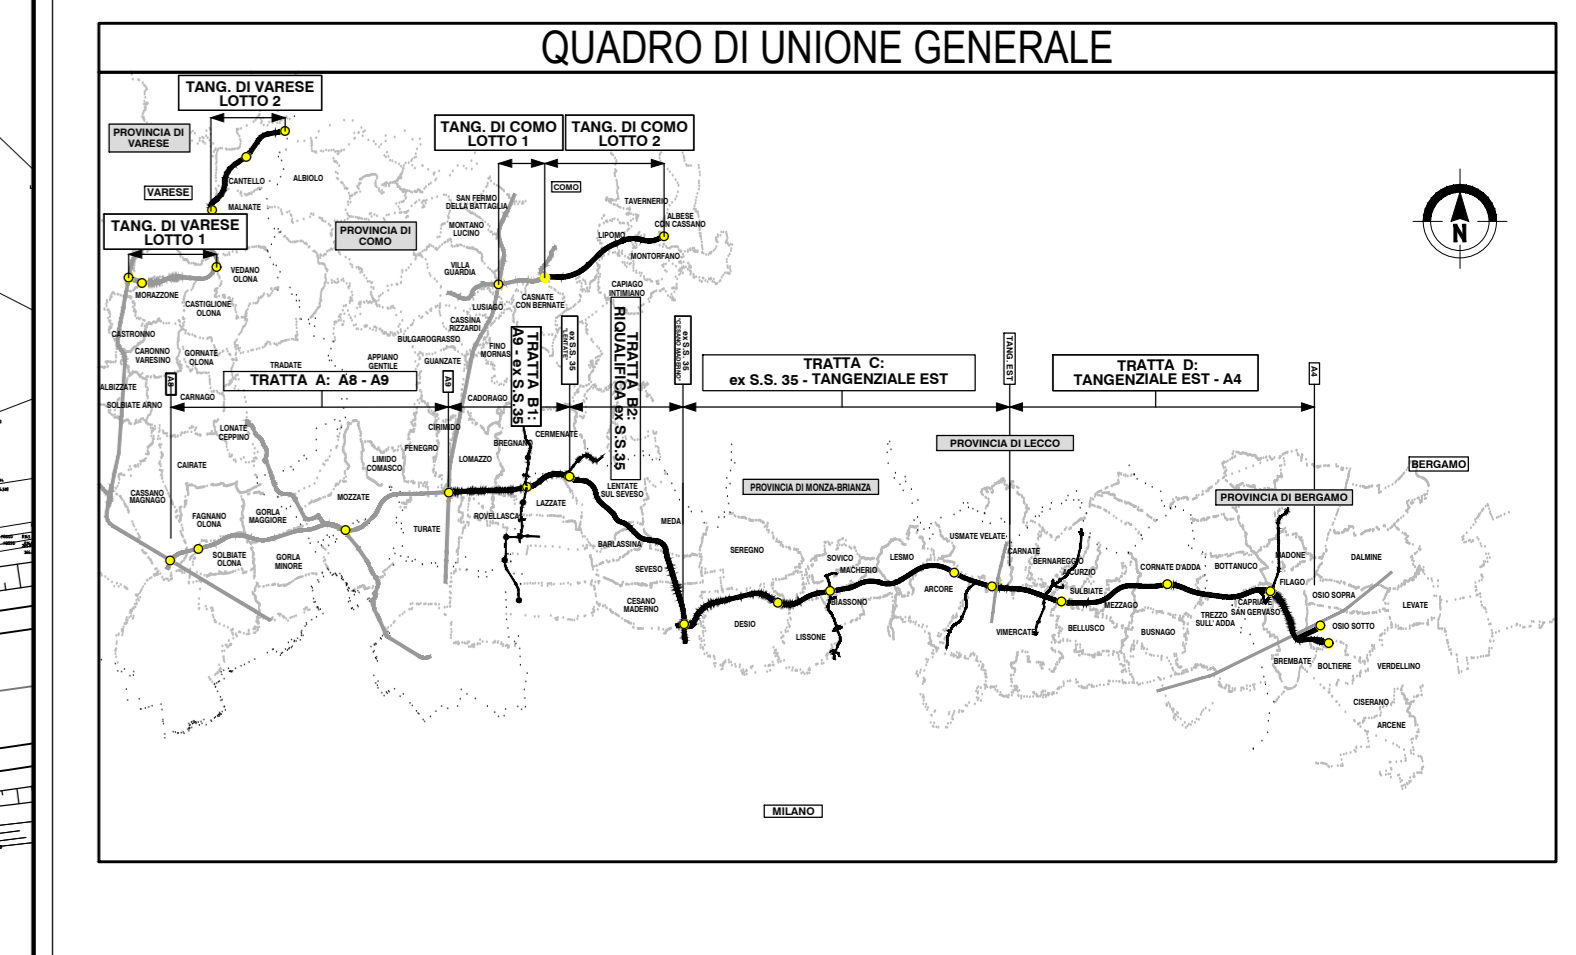 QUADRO DI UNIONE GENERALE
TANG. DI VARESE
LOTTO 2
PROVINCIA DI
VARESE
VARESE
CANTELLO
ALBIOLO
MALNATE
TANG. DI VARESE
LOTTO 1
VEDANO
OLONA
MORAZZONE
CASTIGLIONE
OLONA
PROVINCIA DI
COMO
TANG. DI COMO
LOTTO 1
TANG. DI COMO
LOTTO 2
COMO
SAN FERMO
DELLA BATTAGLIA
MONTANO
LUCINO
VILLA
GUARDIA
TAVERNERIO
ALBESE
CON CASSANO
LIPOMO
MONTORFANO
CAPIAGO
INTIMIANO
CASNATE
CON BERNATE
LUSIAGO
CASSINA
RIZZARDI
BULGAROGRASSO
FINO
MORNAS
GUANZATE
APPIANO
GENTILE
TRADATE
CASTRONNO
CARONNO
VARESINO
GORNATE
OLONA
ALBIZZATE
SOLBIATE ARNO
CARNAGO
A8
TRATTA A: A8 - A9
A9
CADORAGO
TRATTA B1:
A9 - ex S.S.35
ex S.S. 35
"LENTATE"
TRATTA B2:
RIQUALIFICA ex S.S.35
ex S.S. 35
"CESANO MADERNO"
TRATTA C:
ex S.S. 35 - TANGENZIALE EST
TANG. EST
TRATTA D:
TANGENZIALE EST - A4
A4
N
CIRIMIDO
FENEGRO
LIMIDO
COMASCO
LOMAZZO
BREGNANO
CERMENATE
LONATE
CEPPINO
CAIRATE
CASSANO
MAGNAGO
FAGNANO
OLONA
SOLBIATE
OLONA
GORLA
MAGGIORE
GORLA
MINORE
MOZZATE
TURATE
ROVELLASCA
LAZZATE
LENTATE
SUL SEVESO
MEDA
BARLASSINA
SEVESO
CESANO
MADERNO
PROVINCIA DI MONZA-BRIANZA
PROVINCIA DI LECCO
PROVINCIA DI BERGAMO
BERGAMO
SEREGNO
DESIO
SOVICO
MACHERIO
BIASSONO
LISSONE
LESMO
ARCORE
USMATE VELATE
CARNATE
BERNAREGGIO
AICURZIO
SULBIATE
VIMERCATE
BELLUSCO
MEZZAGO
CORNATE D'ADDA
BUSNAGO
TREZZO
SULL' ADDA
BOTTANUCO
CAPRIATE
SAN GERVASO
MADONE
FILAGO
DALMINE
OSIO SOPRA
LEVATE
OSIO SOTTO
BREMBATE
BOLTIERE
VERDELLINO
CISERANO
ARCENE
MILANO